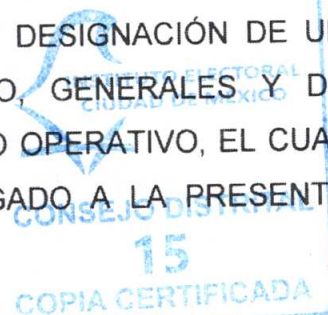 DESIGNACIÓN DE U
INSTITUTO ELECTORAL
O, GENERALES Y D
CIUDAD DE MÉXICO
O OPERATIVO, EL CUA
GADO A LA PRESENT
CONSEJO DISTRITAL
15
COPIA CERTIFICADA